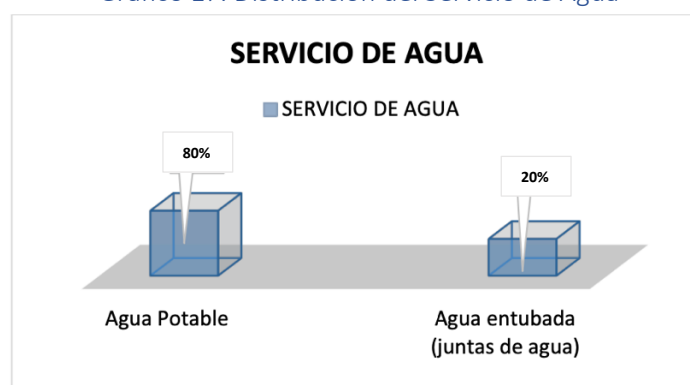 SERVICIO DE AGUA
SERVICIO DE AGUA
80%
20%
Agua Potable
Agua entubada
(juntas de agua)